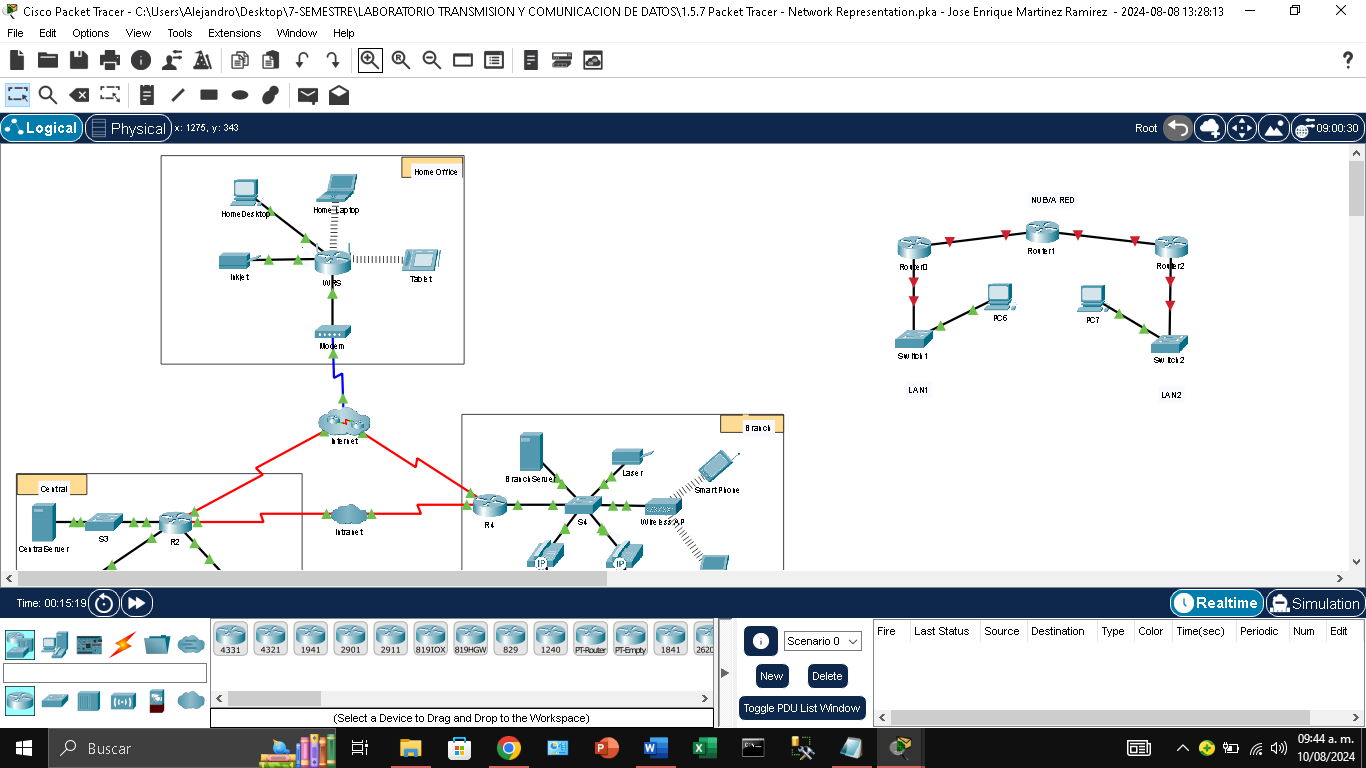 Cisco Packet Tracer - C:\Users\Alejandro\Desktop\7-SEMESTRE\LABORATORIO TRANSMISION Y COMUNICACION DE DATOS\1.5.7 Packet Tracer - Network Representation.pka - Jose Enrique Martinez Ramirez - 2024-08-08 13:28:13
File Edit Options View Tools Extensions Window Help
Logical Physical x: 1275, y: 343 Root 09:00:30
Home Office
HomeDesktop Home Laptop
Inkjet WRS Tablet
Modem
Internet
NUEVA RED
Router0 Router1 Router2
PC6 PC7
Switch1 Switch2
LAN1 LAN2
Branch
BranchServer Laser SmartPhone
R4 S4 Wireless AP
IP IP
Central
CentralServer S3 R2 Intranet
Time: 00:15:19 Realtime Simulation
4331 4321 1941 2901 2911 819IOX 819HGW 829 1240 PT-Router PT-Empty 1841 2620
(Select a Device to Drag and Drop to the Workspace)
Scenario 0
New Delete
Toggle PDU List Window
Fire Last Status Source Destination Type Color Time(sec) Periodic Num Edit
Buscar
09:44 a. m.
10/08/2024